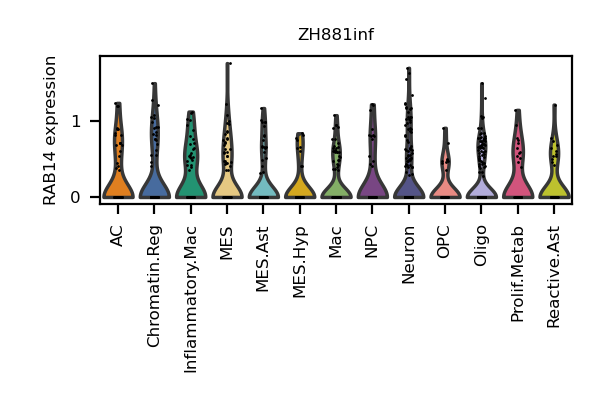 ZH881inf
RAB14 expression
1
0
AC
Chromatin.Reg
Inflammatory.Mac
MES
MES.Ast
MES.Hyp
Mac
NPC
Neuron
OPC
Oligo
Prolif.Metab
Reactive.Ast